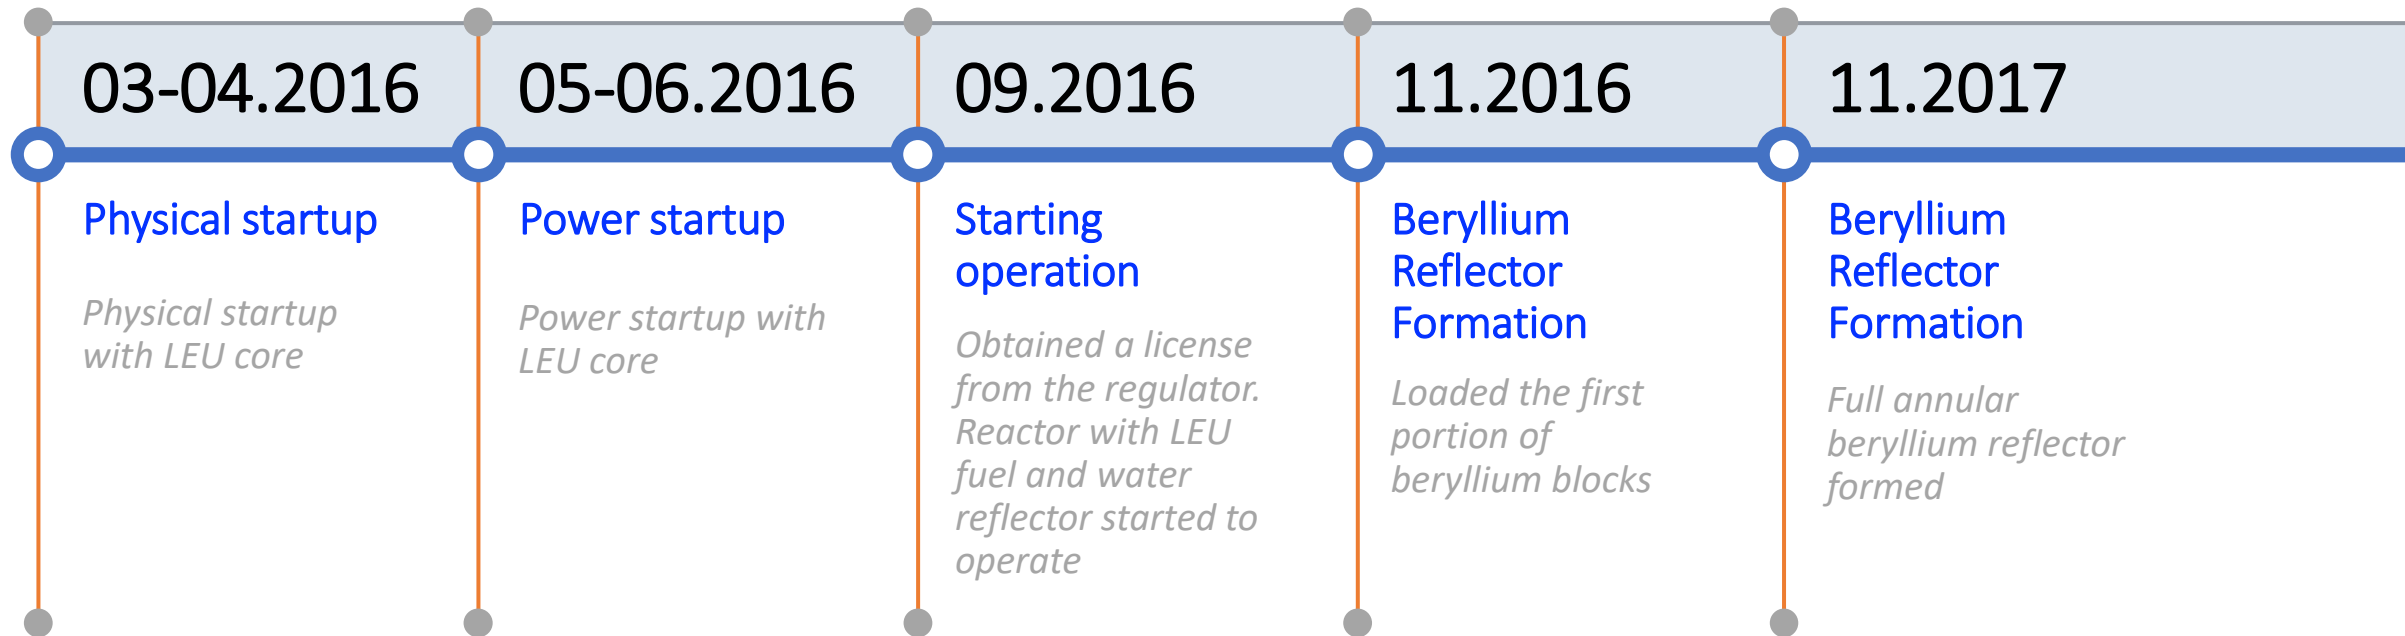 03-04.2016
Physical startup
Physical startup
with LEU core
05-06.2016
Power startup
Power startup with
LEU core
09.2016
Starting
operation
Obtained a license
from the regulator.
Reactor with LEU
fuel and water
reflector started to
operate
11.2016
Beryllium
Reflector
Formation
Loaded the first
portion of
beryllium blocks
11.2017
Beryllium
Reflector
Formation
Full annular
beryllium reflector
formed